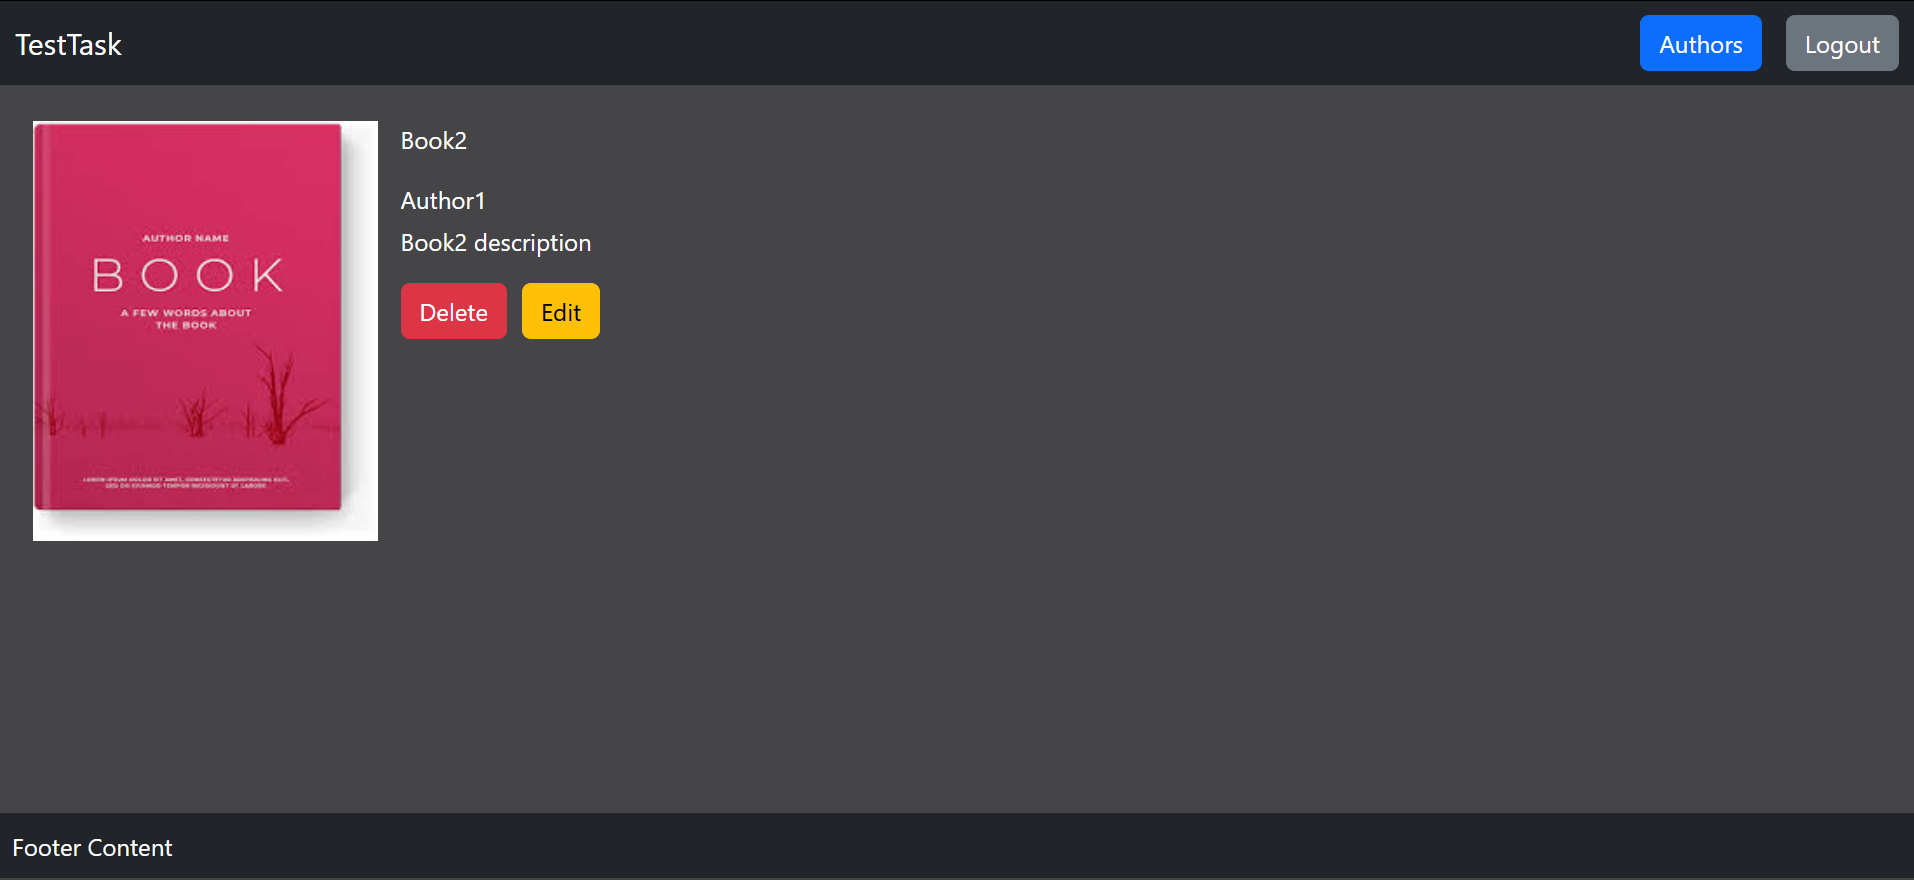 TestTask
Authors
Logout
Book2
Author1
Book2 description
Delete
Edit
AUTHOR NAME
BOOK
A FEW WORDS ABOUT
THE BOOK
Footer Content